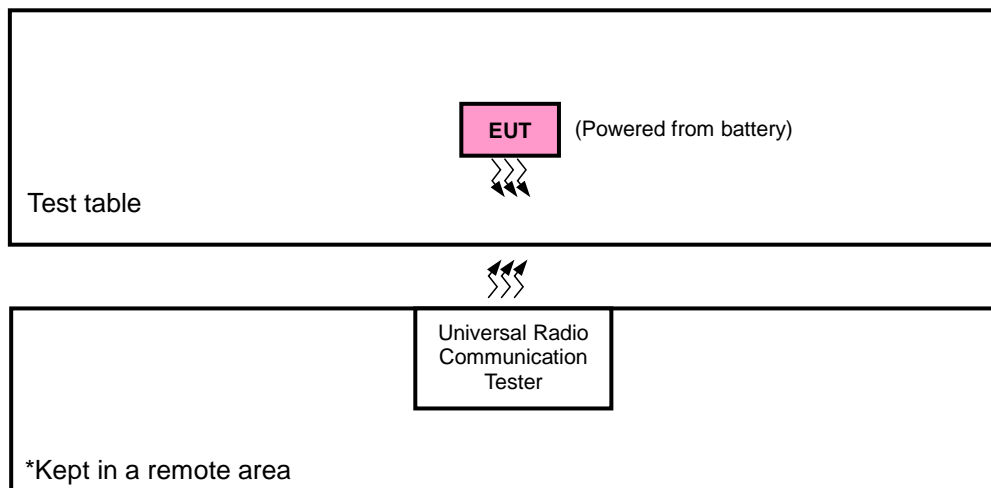 EUT
(Powered from battery)
Test table
Universal Radio
Communication
Tester
*Kept in a remote area